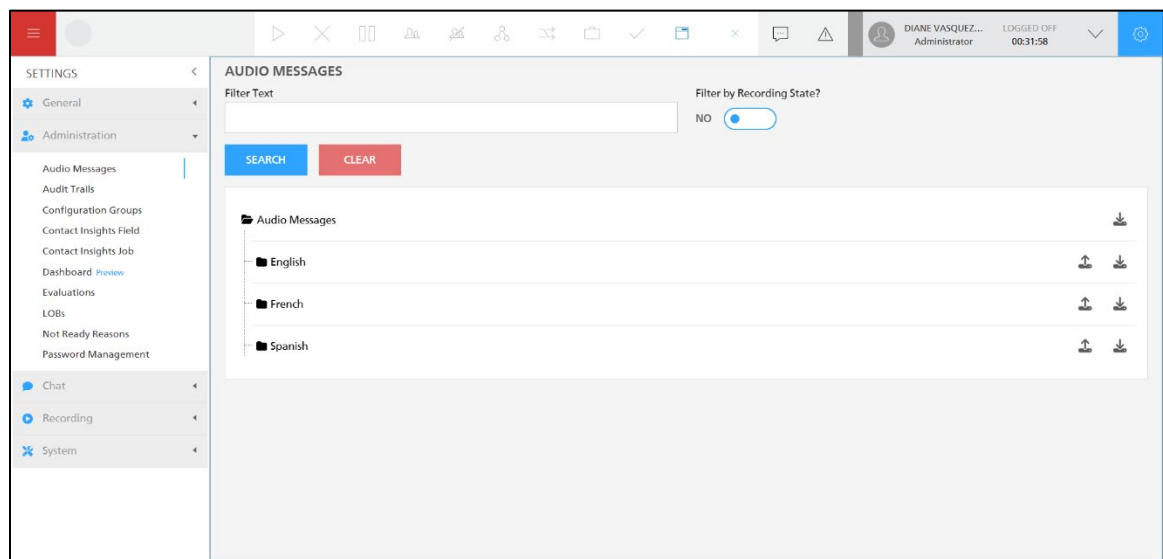 DIANE VASQUEZ...
Administrator
LOGGED OFF
00:31:58
SETTINGS
General
Administration
Audio Messages
Audit Trails
Configuration Groups
Contact Insights Field
Contact Insights Job
Dashboard Preview
Evaluations
LOBs
Not Ready Reasons
Password Management
Chat
Recording
System
AUDIO MESSAGES
Filter Text
Filter by Recording State?
NO
SEARCH
CLEAR
Audio Messages
English
French
Spanish